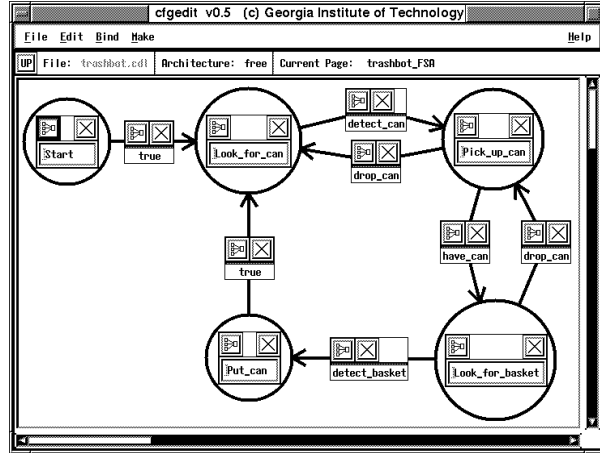 cfgedit v0.5 (c) Georgia Institute of Technology
File Edit Bind Make Help
UP File: trashbot.cdl Architecture: free Current Page: trashbot_FSA
Start
true
Look_for_can
detect_can
drop_can
Pick_up_can
have_can
drop_can
true
Put_can
detect_basket
Look_for_basket